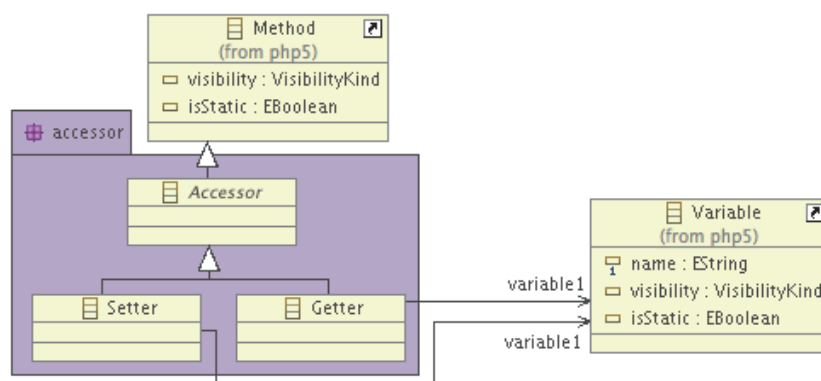 Method
(from php5)
visibility : VisibilityKind
isStatic : EBoolean
accessor
Accessor
Setter
Getter
variable1
variable1
Variable
(from php5)
1
name : EString
visibility : VisibilityKind
isStatic : EBoolean